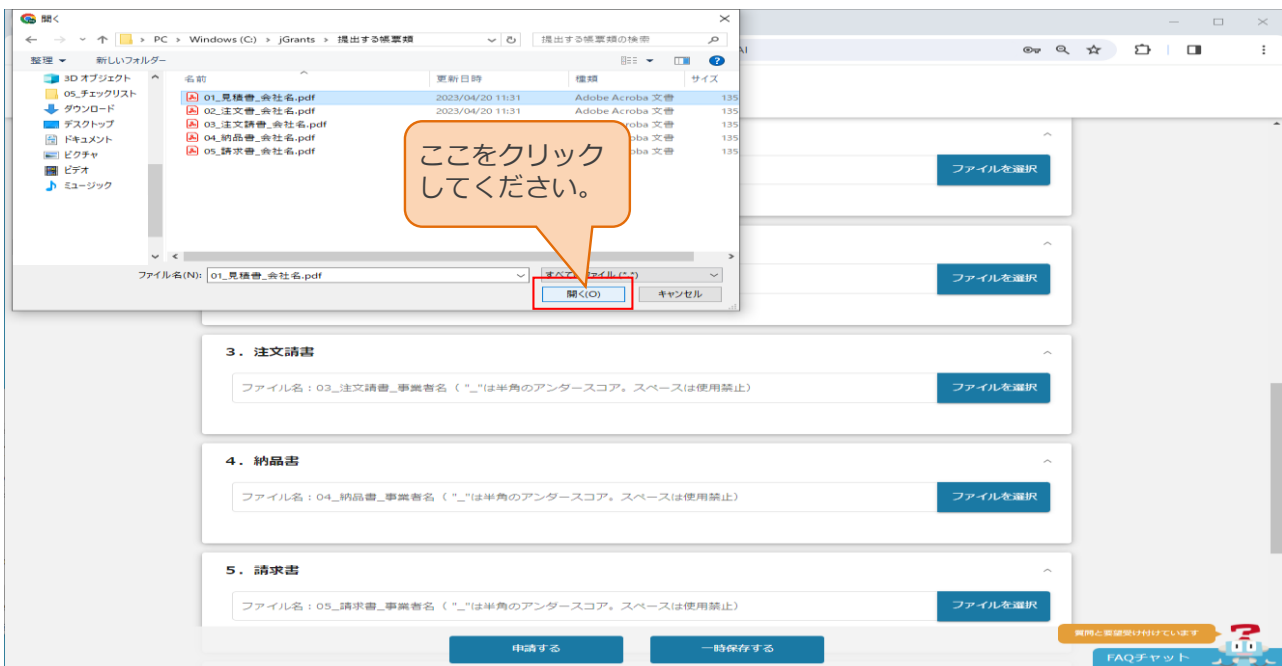 開く
PC > Windows (C:) > jGrants > 提出する帳票類
提出する帳票類の検索
整理 新しいフォルダー
名前 更新日時 種類 サイズ
3D オブジェクト
05_チェックリスト
ダウンロード
デスクトップ
ドキュメント
ピクチャ
ビデオ
ミュージック
01_見積書_会社名.pdf 2023/04/20 11:31 Adobe Acroba 文書 135
02_注文書_会社名.pdf 2023/04/20 11:31 Adobe Acroba 文書 135
03_注文請書_会社名.pdf roba 文書 135
04_納品書_会社名.pdf roba 文書 135
05_請求書_会社名.pdf oba 文書 135
ここをクリック
してください。
ファイル名(N): 01_見積書_会社名.pdf
開く(O) キャンセル
ファイルを選択
ファイルを選択
3．注文請書
ファイル名：03_注文請書_事業者名（ "_"は半角のアンダースコア。スペースは使用禁止） ファイルを選択
4．納品書
ファイル名：04_納品書_事業者名（ "_"は半角のアンダースコア。スペースは使用禁止） ファイルを選択
5．請求書
ファイル名：05_請求書_事業者名（ "_"は半角のアンダースコア。スペースは使用禁止） ファイルを選択
申請する 一時保存する
質問と要望受け付けています
FAQチャット